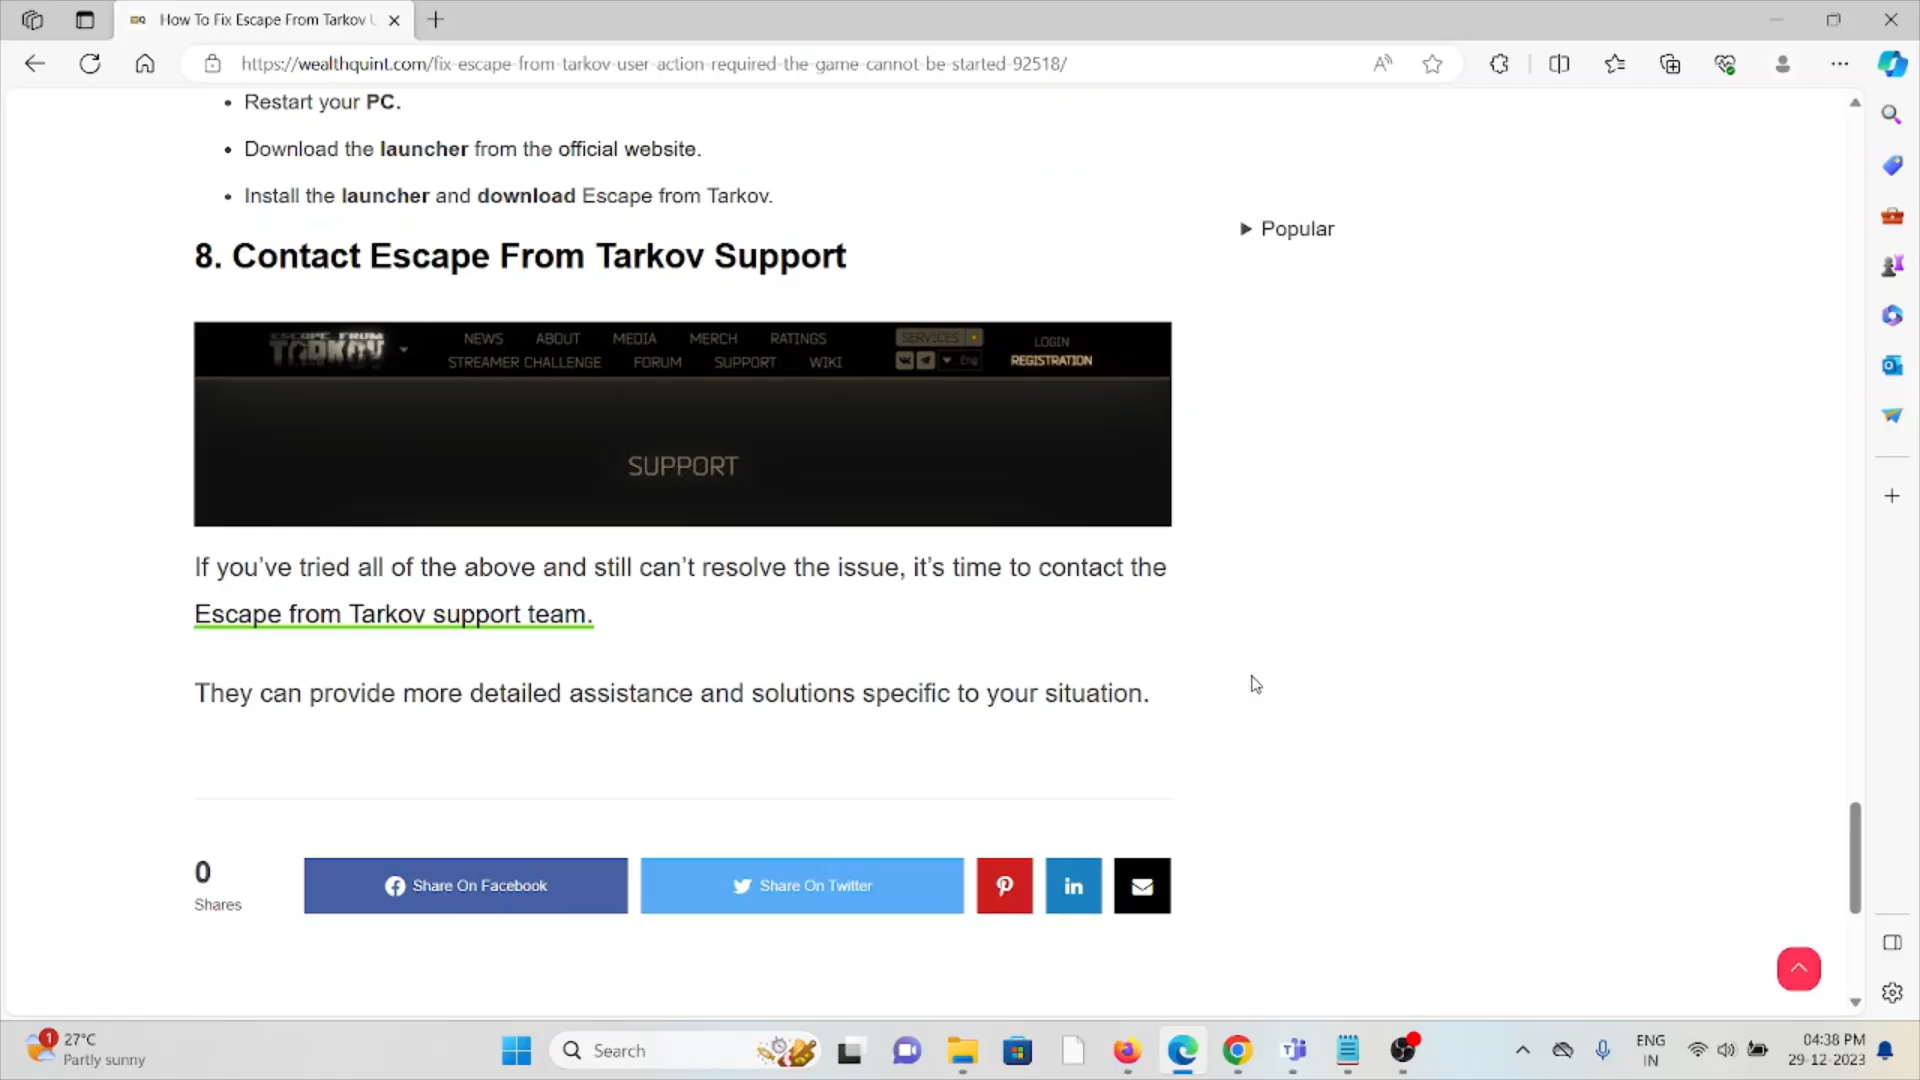 How To Fix Escape From Tarkov U
https://wealthquint.com/fix-escape-from-tarkov-user-action-required-the-game-cannot-be-started-92518/
• Restart your PC.
• Download the launcher from the official website.
• Install the launcher and download Escape from Tarkov.
Popular
8. Contact Escape From Tarkov Support
ESCAPE FROM
TARKOV
NEWS ABOUT MEDIA MERCH RATINGS
STREAMER CHALLENGE FORUM SUPPORT WIKI
SERVICES
Eng
LOGIN
REGISTRATION
SUPPORT
If you’ve tried all of the above and still can’t resolve the issue, it’s time to contact the
Escape from Tarkov support team.
They can provide more detailed assistance and solutions specific to your situation.
0
Shares
Share On Facebook
Share On Twitter
1
27°C
Partly sunny
Search
ENG
IN
04:38 PM
29-12-2023